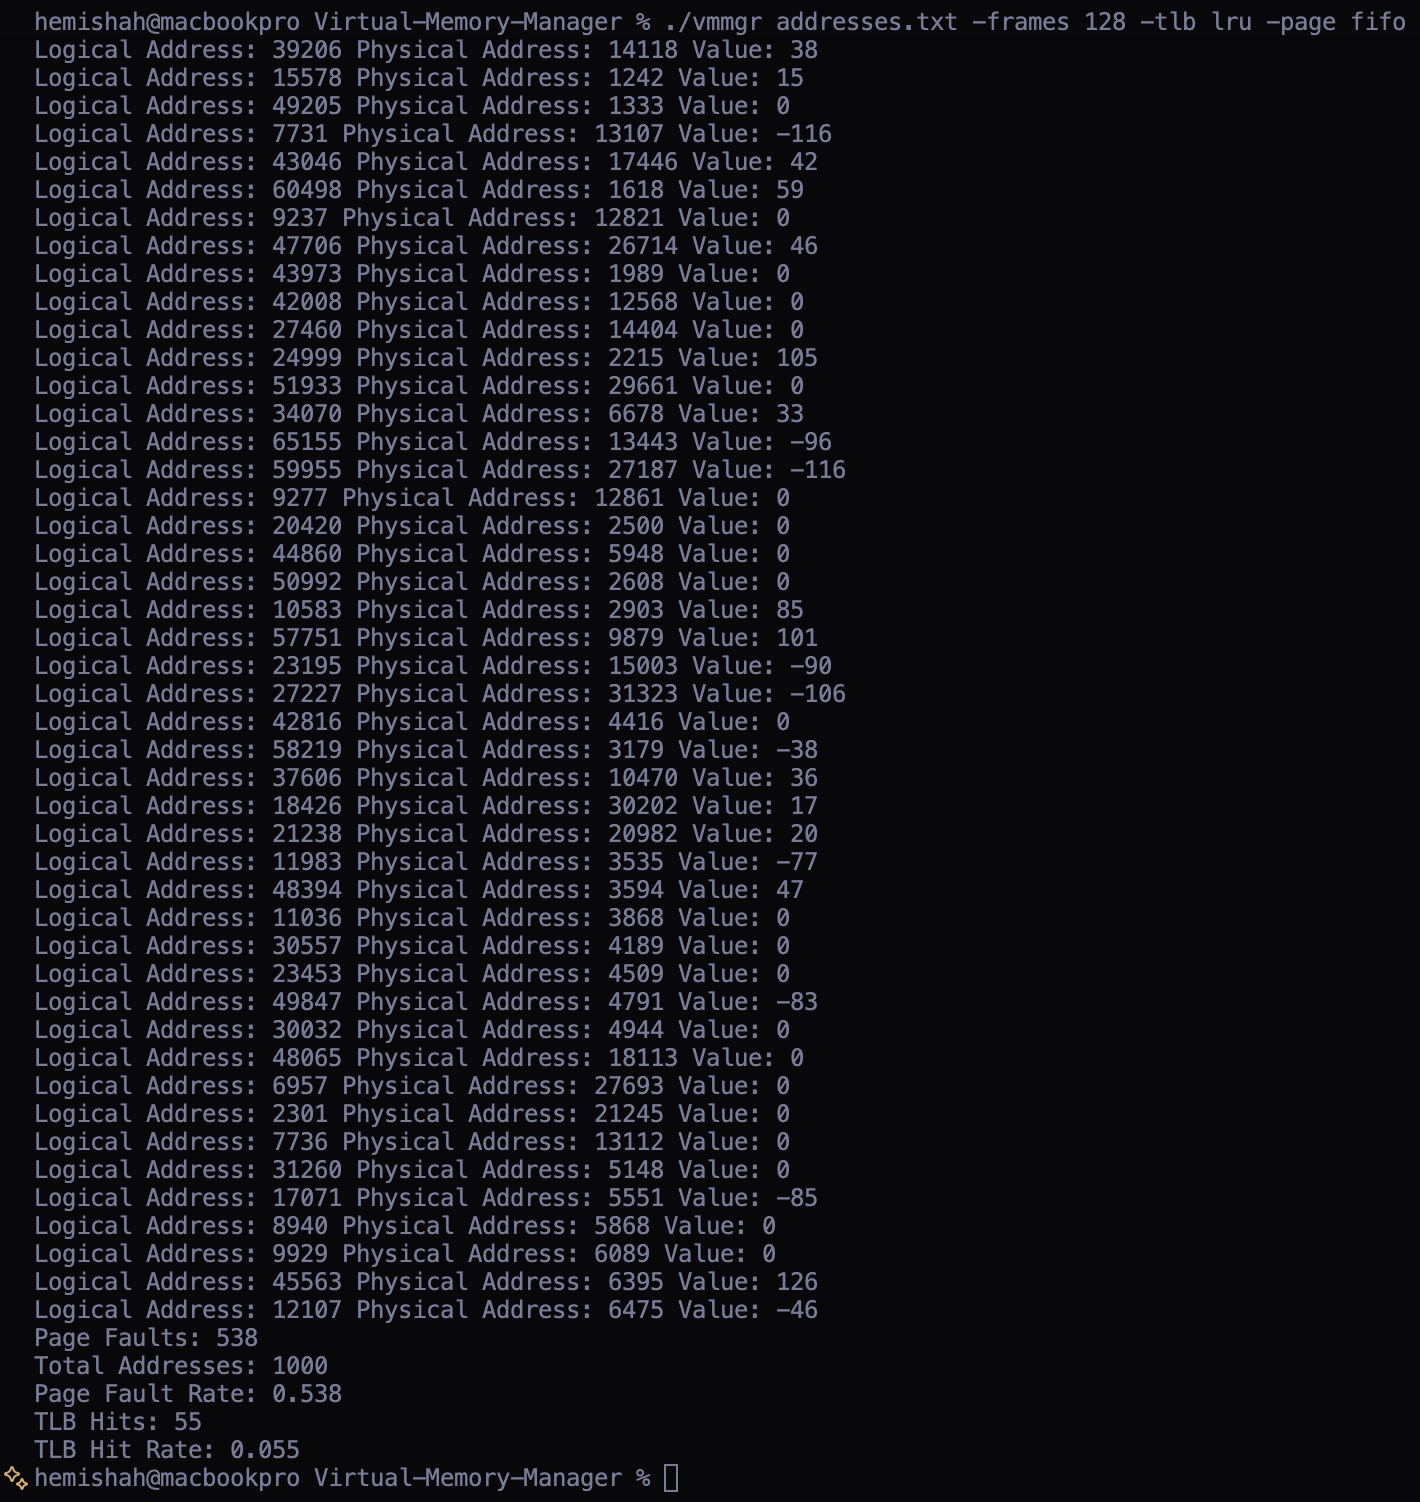 hemishah@macbookpro Virtual-Memory-Manager % ./vmmgr addresses.txt -frames 128 -tlb lru -page fifo
Logical Address: 39206 Physical Address: 14118 Value: 38
Logical Address: 15578 Physical Address: 1242 Value: 15
Logical Address: 49205 Physical Address: 1333 Value: 0
Logical Address: 7731 Physical Address: 13107 Value: -116
Logical Address: 43046 Physical Address: 17446 Value: 42
Logical Address: 60498 Physical Address: 1618 Value: 59
Logical Address: 9237 Physical Address: 12821 Value: 0
Logical Address: 47706 Physical Address: 26714 Value: 46
Logical Address: 43973 Physical Address: 1989 Value: 0
Logical Address: 42008 Physical Address: 12568 Value: 0
Logical Address: 27460 Physical Address: 14404 Value: 0
Logical Address: 24999 Physical Address: 2215 Value: 105
Logical Address: 51933 Physical Address: 29661 Value: 0
Logical Address: 34070 Physical Address: 6678 Value: 33
Logical Address: 65155 Physical Address: 13443 Value: -96
Logical Address: 59955 Physical Address: 27187 Value: -116
Logical Address: 9277 Physical Address: 12861 Value: 0
Logical Address: 20420 Physical Address: 2500 Value: 0
Logical Address: 44860 Physical Address: 5948 Value: 0
Logical Address: 50992 Physical Address: 2608 Value: 0
Logical Address: 10583 Physical Address: 2903 Value: 85
Logical Address: 57751 Physical Address: 9879 Value: 101
Logical Address: 23195 Physical Address: 15003 Value: -90
Logical Address: 27227 Physical Address: 31323 Value: -106
Logical Address: 42816 Physical Address: 4416 Value: 0
Logical Address: 58219 Physical Address: 3179 Value: -38
Logical Address: 37606 Physical Address: 10470 Value: 36
Logical Address: 18426 Physical Address: 30202 Value: 17
Logical Address: 21238 Physical Address: 20982 Value: 20
Logical Address: 11983 Physical Address: 3535 Value: -77
Logical Address: 48394 Physical Address: 3594 Value: 47
Logical Address: 11036 Physical Address: 3868 Value: 0
Logical Address: 30557 Physical Address: 4189 Value: 0
Logical Address: 23453 Physical Address: 4509 Value: 0
Logical Address: 49847 Physical Address: 4791 Value: -83
Logical Address: 30032 Physical Address: 4944 Value: 0
Logical Address: 48065 Physical Address: 18113 Value: 0
Logical Address: 6957 Physical Address: 27693 Value: 0
Logical Address: 2301 Physical Address: 21245 Value: 0
Logical Address: 7736 Physical Address: 13112 Value: 0
Logical Address: 31260 Physical Address: 5148 Value: 0
Logical Address: 17071 Physical Address: 5551 Value: -85
Logical Address: 8940 Physical Address: 5868 Value: 0
Logical Address: 9929 Physical Address: 6089 Value: 0
Logical Address: 45563 Physical Address: 6395 Value: 126
Logical Address: 12107 Physical Address: 6475 Value: -46
Page Faults: 538
Total Addresses: 1000
Page Fault Rate: 0.538
TLB Hits: 55
TLB Hit Rate: 0.055
hemishah@macbookpro Virtual-Memory-Manager %